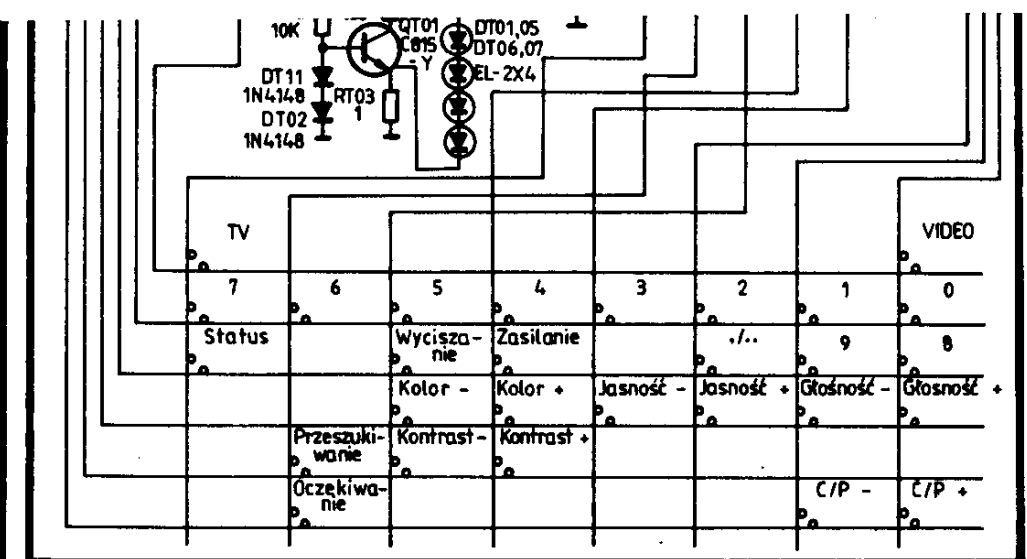 10K
QT01
C815
- Y
DT01,05
DT06,07
EL-2X4
DT11
1N4148
DT02
1N4148
RT03
1
TV
VIDEO
7 6 5 4 3 2 1 0
Status
Wycisza-
nie
Zasilanie
./..
9
8
Kolor -
Kolor +
Jasność -
Jasność +
Głośność -
Głośność +
Przeszuki-
wanie
Kontrast -
Kontrast +
Oczękiwa-
nie
C/P -
C/P +